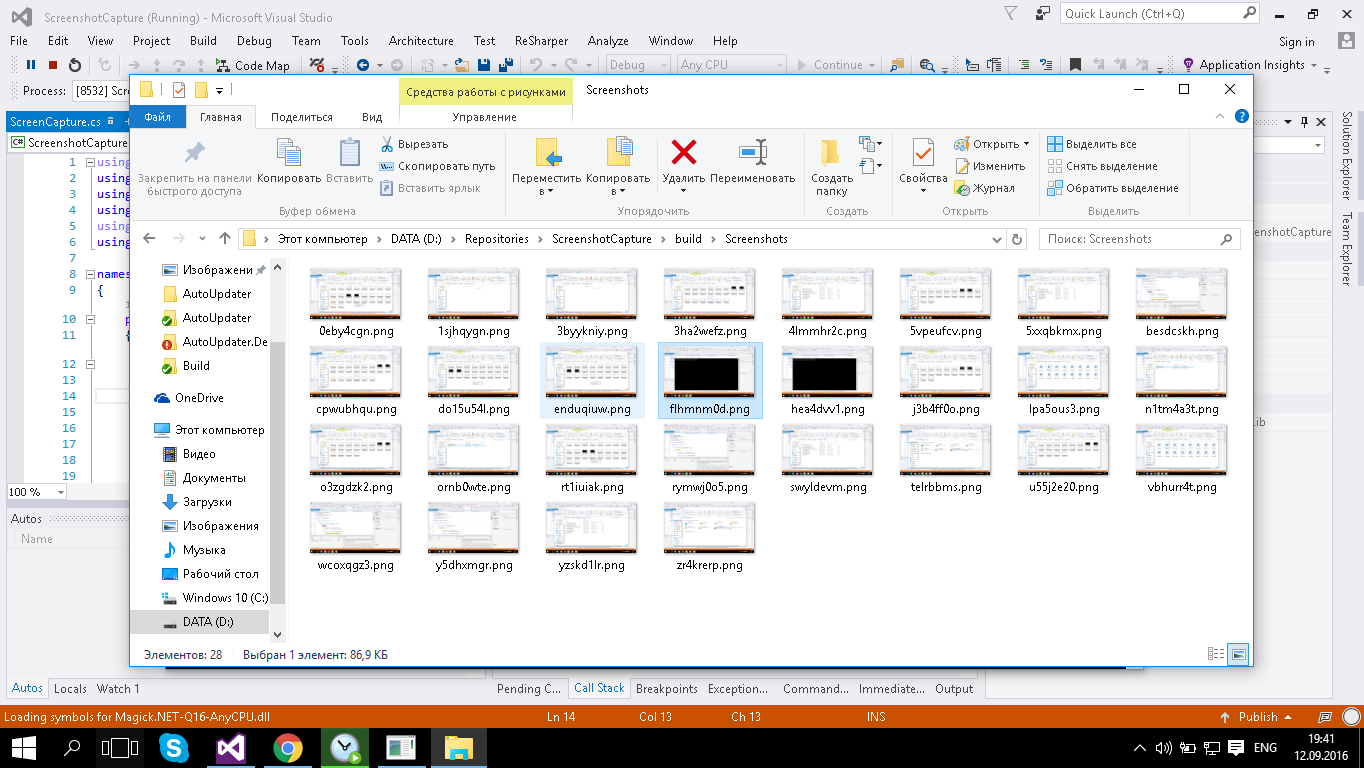 ScreenshotCapture (Running) - Microsoft Visual Studio
Quick Launch (Ctrl+Q)
File Edit View Project Build Debug Team Tools Architecture Test ReSharper Analyze Window Help
Sign in
Code Map
Debug
Any CPU
Continue
Application Insights
Process: [8532] Scr
Средства работы с рисунками
Screenshots
Файл Главная Поделиться Вид Управление
Закрепить на панели быстрого доступа
Копировать
Вставить
Вырезать
Скопировать путь
Вставить ярлык
Буфер обмена
Переместить в
Копировать в
Удалить
Переименовать
Упорядочить
Создать папку
Создать
Свойства
Открыть
Изменить
Журнал
Открыть
Выделить все
Снять выделение
Обратить выделение
Выделить
Этот компьютер
DATA (D:)
Repositories
ScreenshotCapture
build
Screenshots
Поиск: Screenshots
ScreenCapture.cs
ScreenshotCapture
1 using
2 using
3 using
4 using
5 using
6 using
7
8 names
9 {
10 p
11 {
12
13
14
15
16
17
18
19
100 %
Autos
Name
Изображени
AutoUpdater
AutoUpdater
AutoUpdater.De
Build
OneDrive
Этот компьютер
Видео
Документы
Загрузки
Изображения
Музыка
Рабочий стол
Windows 10 (C:)
DATA (D:)
0eby4cgn.png 1sjhqygn.png 3byykniy.png 3ha2wefz.png 4lmmhr2c.png 5vpeufcv.png 5xxqbkmx.png besdcskh.png
cpwubhqu.png do15u54l.png enduqiuw.png flhmnm0d.png hea4dvv1.png j3b4ff0o.png lpa5ous3.png n1tm4a3t.png
o3zgdzk2.png ornb0wte.png rt1iuiak.png rymwj0o5.png swyldevm.png telrbbms.png u55j2e20.png vbhurr4t.png
wcoxqgz3.png y5dhxmgr.png yzskd1lr.png zr4krerp.png
Элементов: 28
Выбран 1 элемент: 86,9 КБ
Solution Explorer
Team Explorer
enshotCapture
Autos Locals Watch 1
Pending C... Call Stack Breakpoints Exception... Command... Immediate... Output
Loading symbols for Magick.NET-Q16-AnyCPU.dll
Ln 14
Col 13
Ch 13
INS
Publish
ENG
19:41
12.09.2016